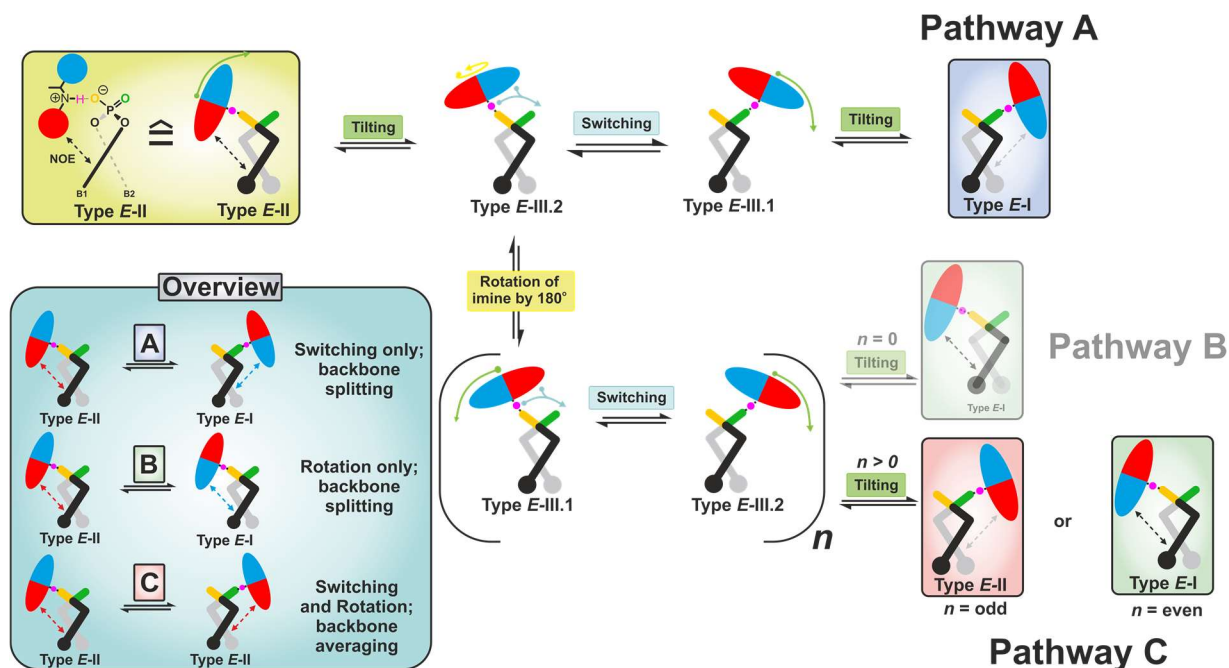 Pathway A
⊕N-H-O ⊖ P O
O O
NOE
B1 B2
Type E-II
≙
Type E-II
Tilting
Type E-III.2
Switching
Type E-III.1
Tilting
Type E-I
Rotation of
imine by 180°
Overview
A
Switching only;
backbone
splitting
Type E-II
Type E-I
B
Rotation only;
backbone
splitting
Type E-II
Type E-I
C
Switching
and Rotation;
backbone
averaging
Type E-II
Type E-II
Type E-III.1
Switching
Type E-III.2
n
n = 0
Tilting
Type E-I
Pathway B
n > 0
Tilting
Type E-II
n = odd
or
Type E-I
n = even
Pathway C